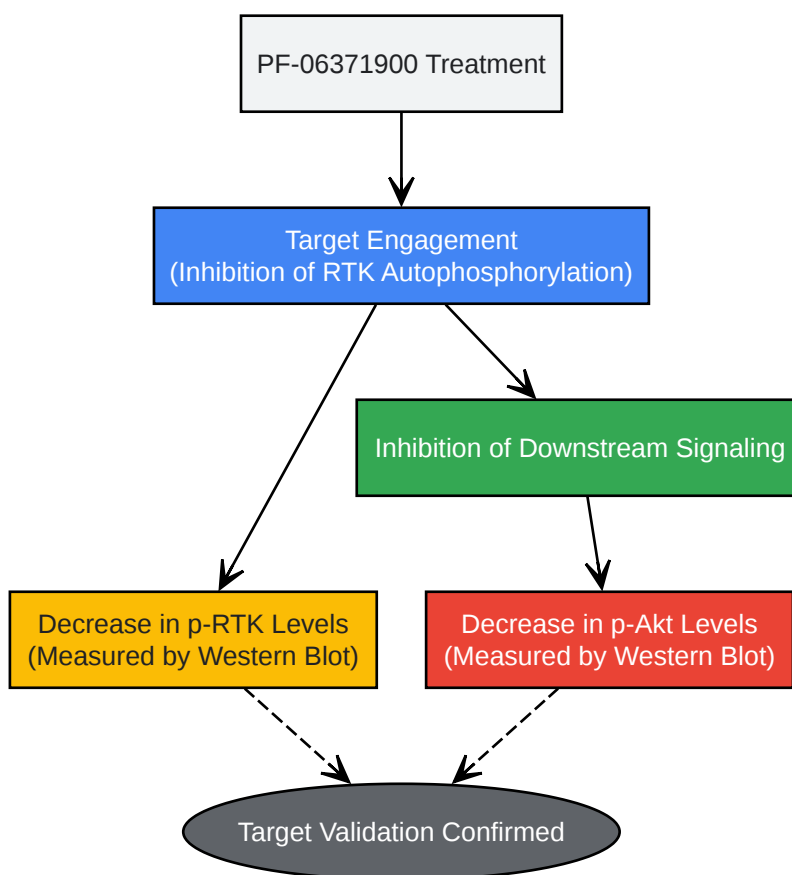 PF-06371900 Treatment
Target Engagement
(Inhibition of RTK Autophosphorylation)
Inhibition of Downstream Signaling
Decrease in p-RTK Levels
(Measured by Western Blot)
Decrease in p-Akt Levels
(Measured by Western Blot)
Target Validation Confirmed